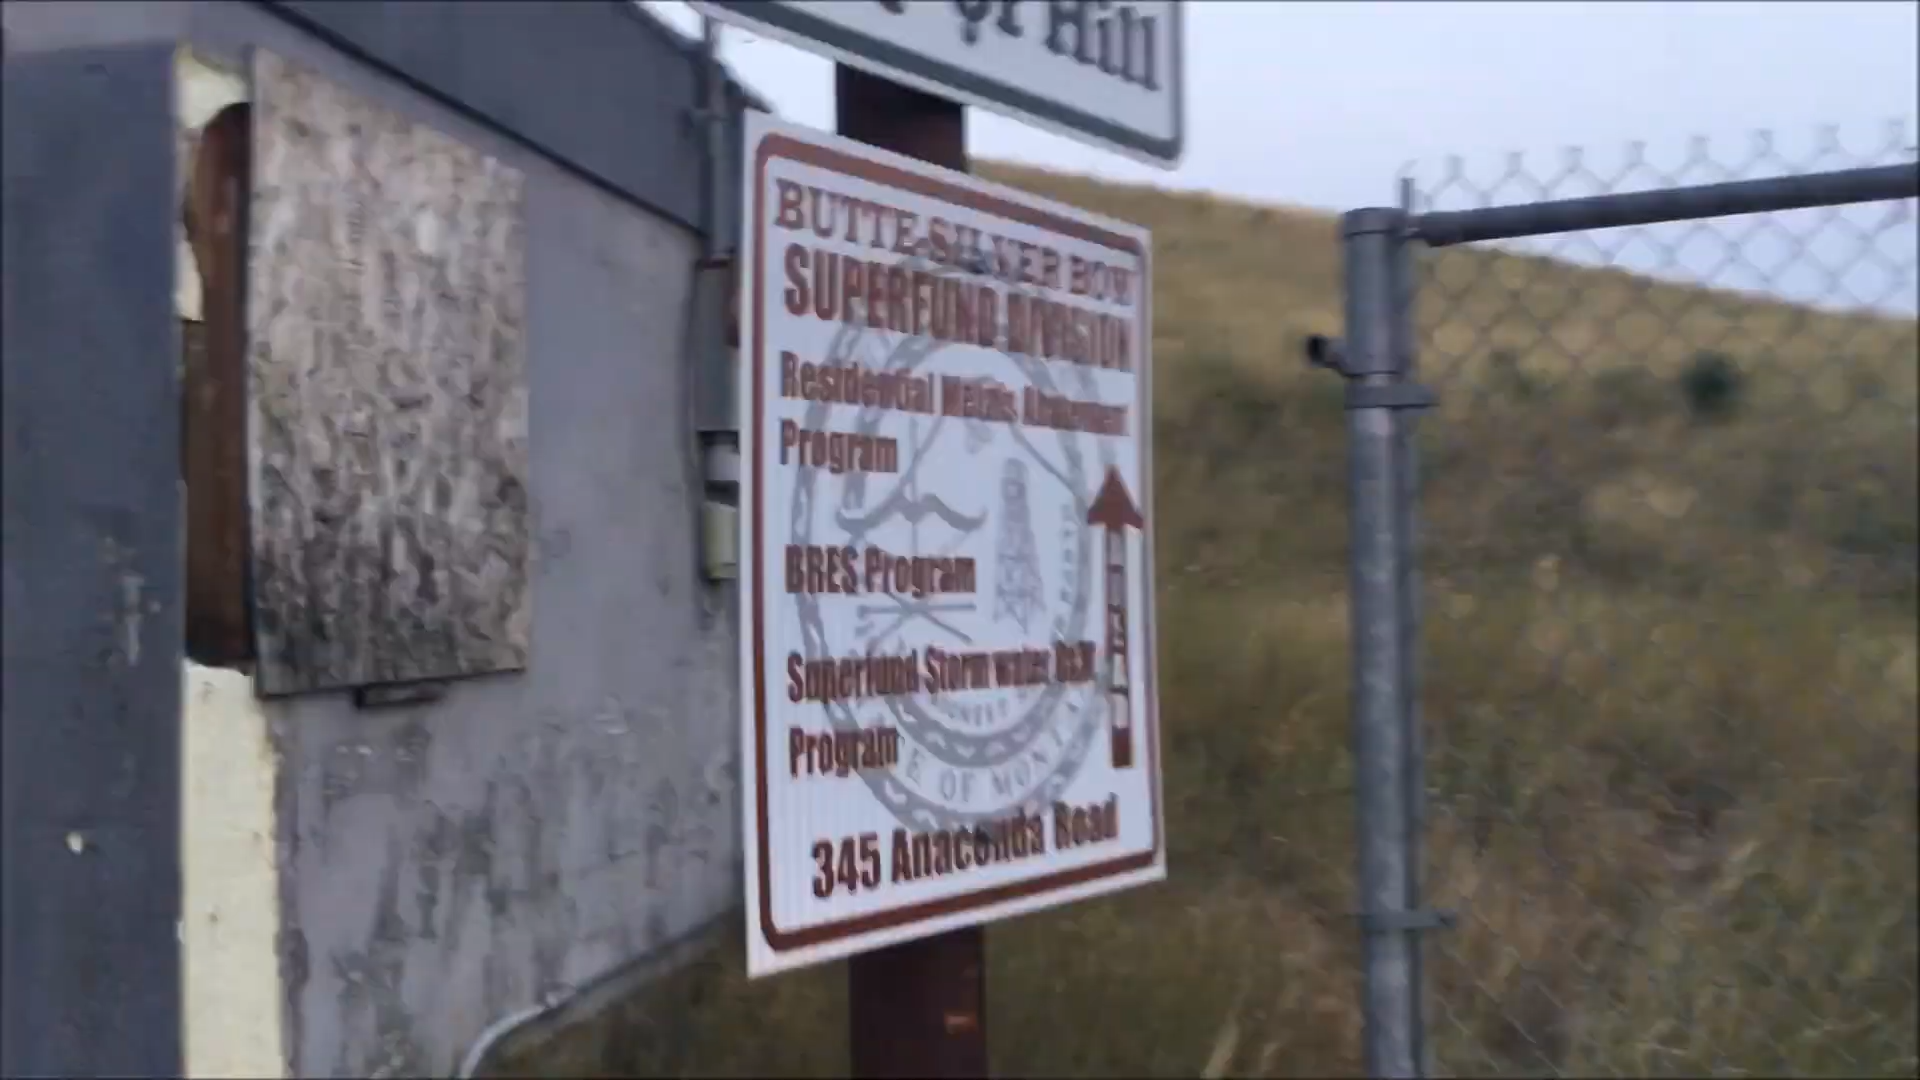 Hill
BUTTE-SILVER BOW
SUPERFUND DIVISION
Residential Metals Abatement
Program
BRES Program
Superfund Storm water O&M
Program
OF MONTA
345 Anaconda Road